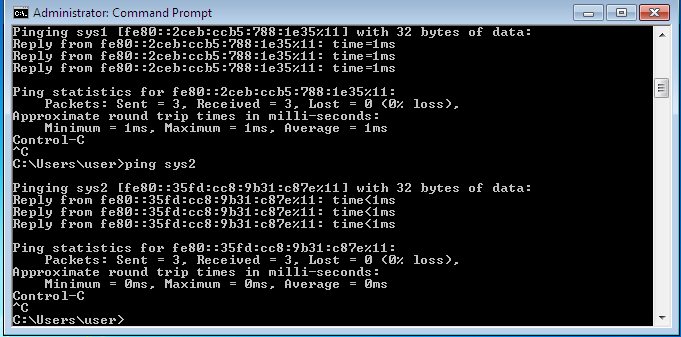 Administrator: Command Prompt
Pinging sys1 [fe80::2ceb:ccb5:788:1e35%11] with 32 bytes of data:
Reply from fe80::2ceb:ccb5:788:1e35%11: time=1ms
Reply from fe80::2ceb:ccb5:788:1e35%11: time=1ms
Reply from fe80::2ceb:ccb5:788:1e35%11: time=1ms
Ping statistics for fe80::2ceb:ccb5:788:1e35%11:
Packets: Sent = 3, Received = 3, Lost = 0 (0% loss),
Approximate round trip times in milli-seconds:
Minimum = 1ms, Maximum = 1ms, Average = 1ms
Control-C
^C
C:\Users\user>ping sys2
Pinging sys2 [fe80::35fd:cc8:9b31:c87e%11] with 32 bytes of data:
Reply from fe80::35fd:cc8:9b31:c87e%11: time<1ms
Reply from fe80::35fd:cc8:9b31:c87e%11: time<1ms
Reply from fe80::35fd:cc8:9b31:c87e%11: time<1ms
Ping statistics for fe80::35fd:cc8:9b31:c87e%11:
Packets: Sent = 3, Received = 3, Lost = 0 (0% loss),
Approximate round trip times in milli-seconds:
Minimum = 0ms, Maximum = 0ms, Average = 0ms
Control-C
^C
C:\Users\user>